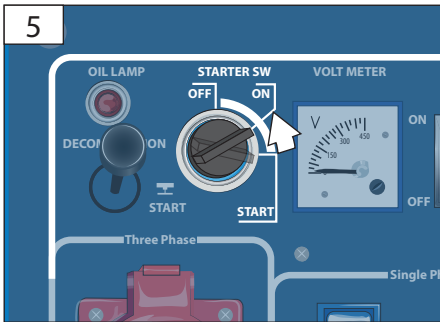 5
OIL LAMP
STARTER SW
VOLT METER
OFF
ON
V
150
300
450
ON
DECOM
ON
START
START
OFF
Three Phase
Single Ph